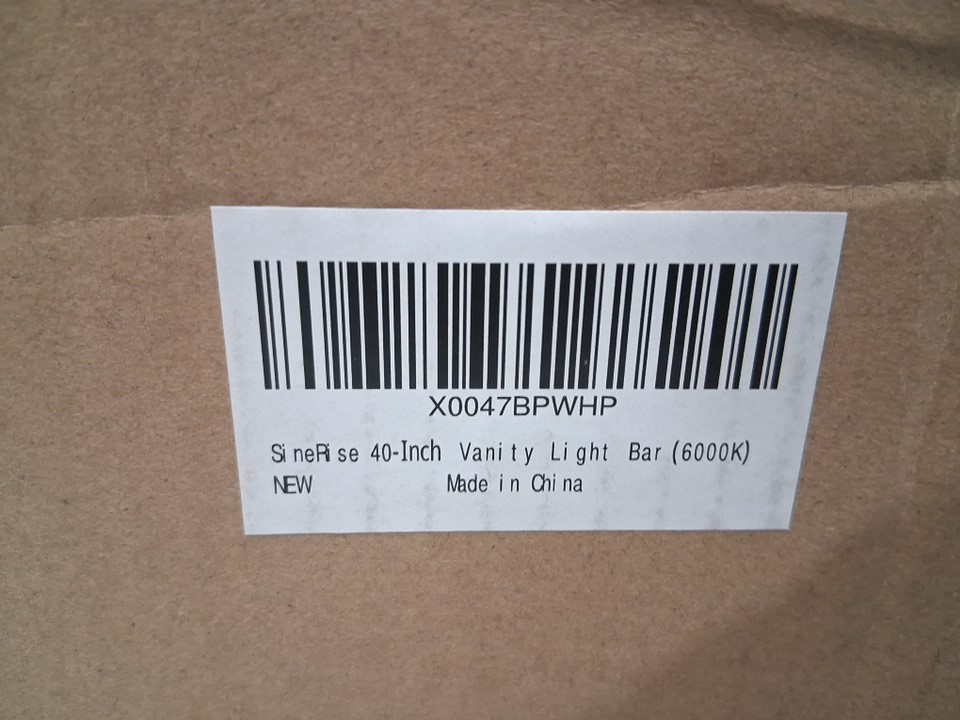 X0047BPWHP
SineRise 40-Inch Vanity Light Bar (6000K)
NEW Made in China